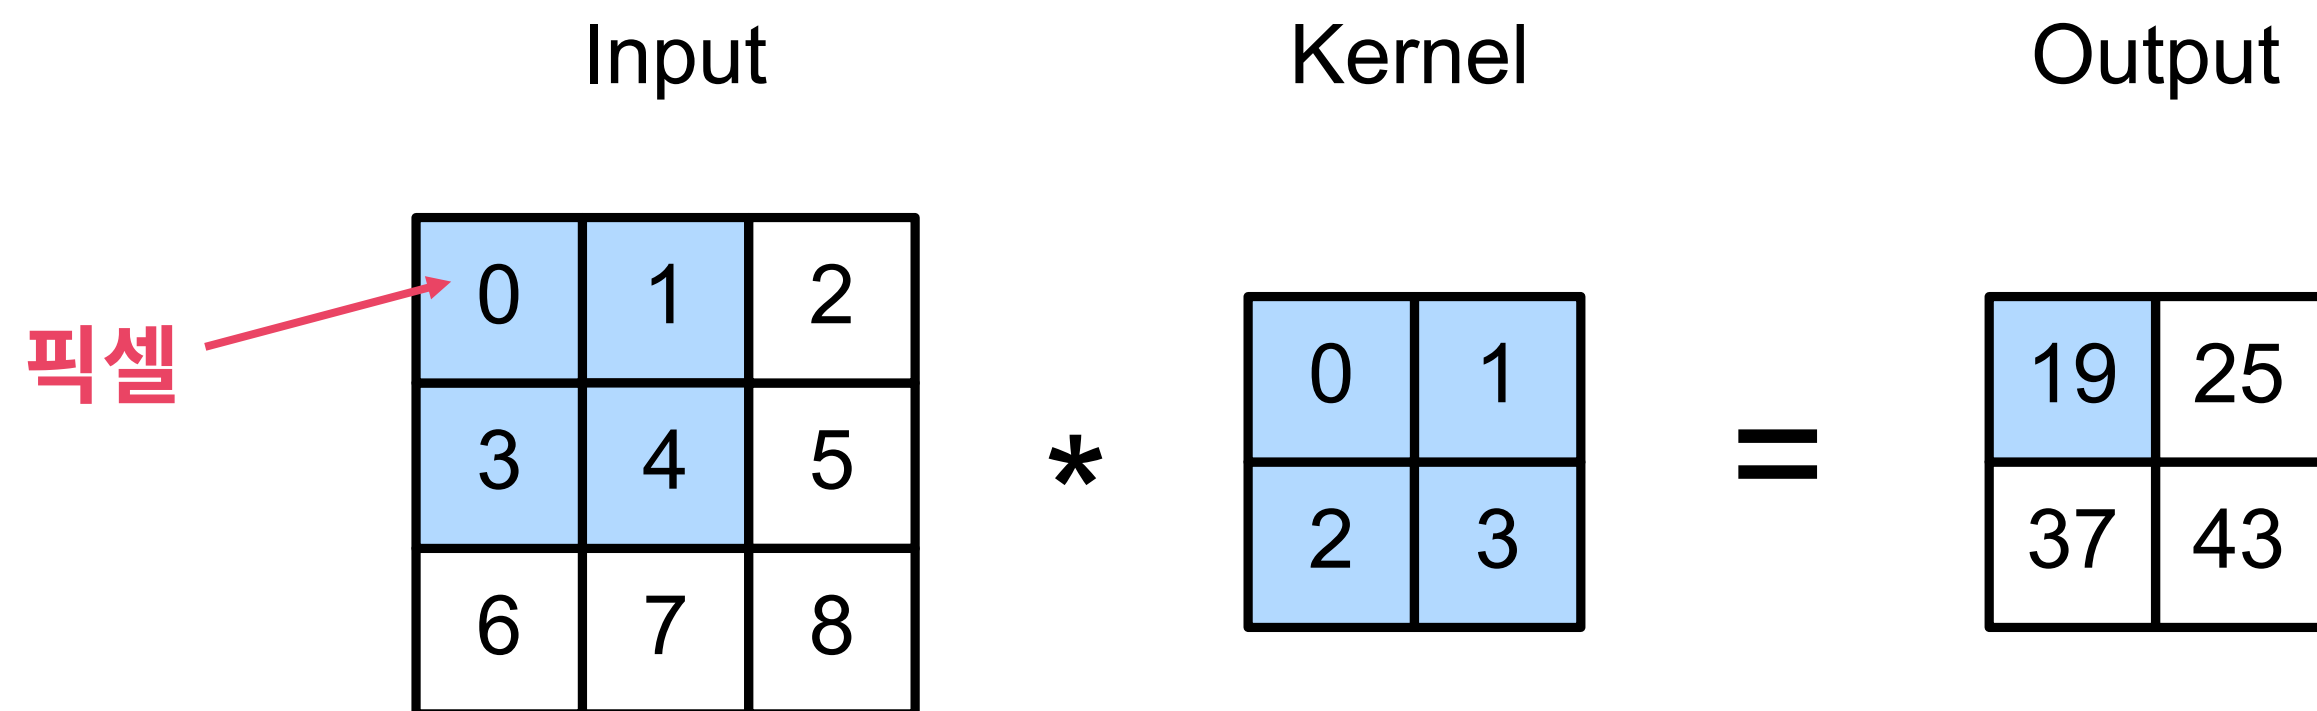 Input Kernel Output
픽셀
0 1 2
3 4 5
6 7 8
*
0 1
2 3
=
19 25
37 43